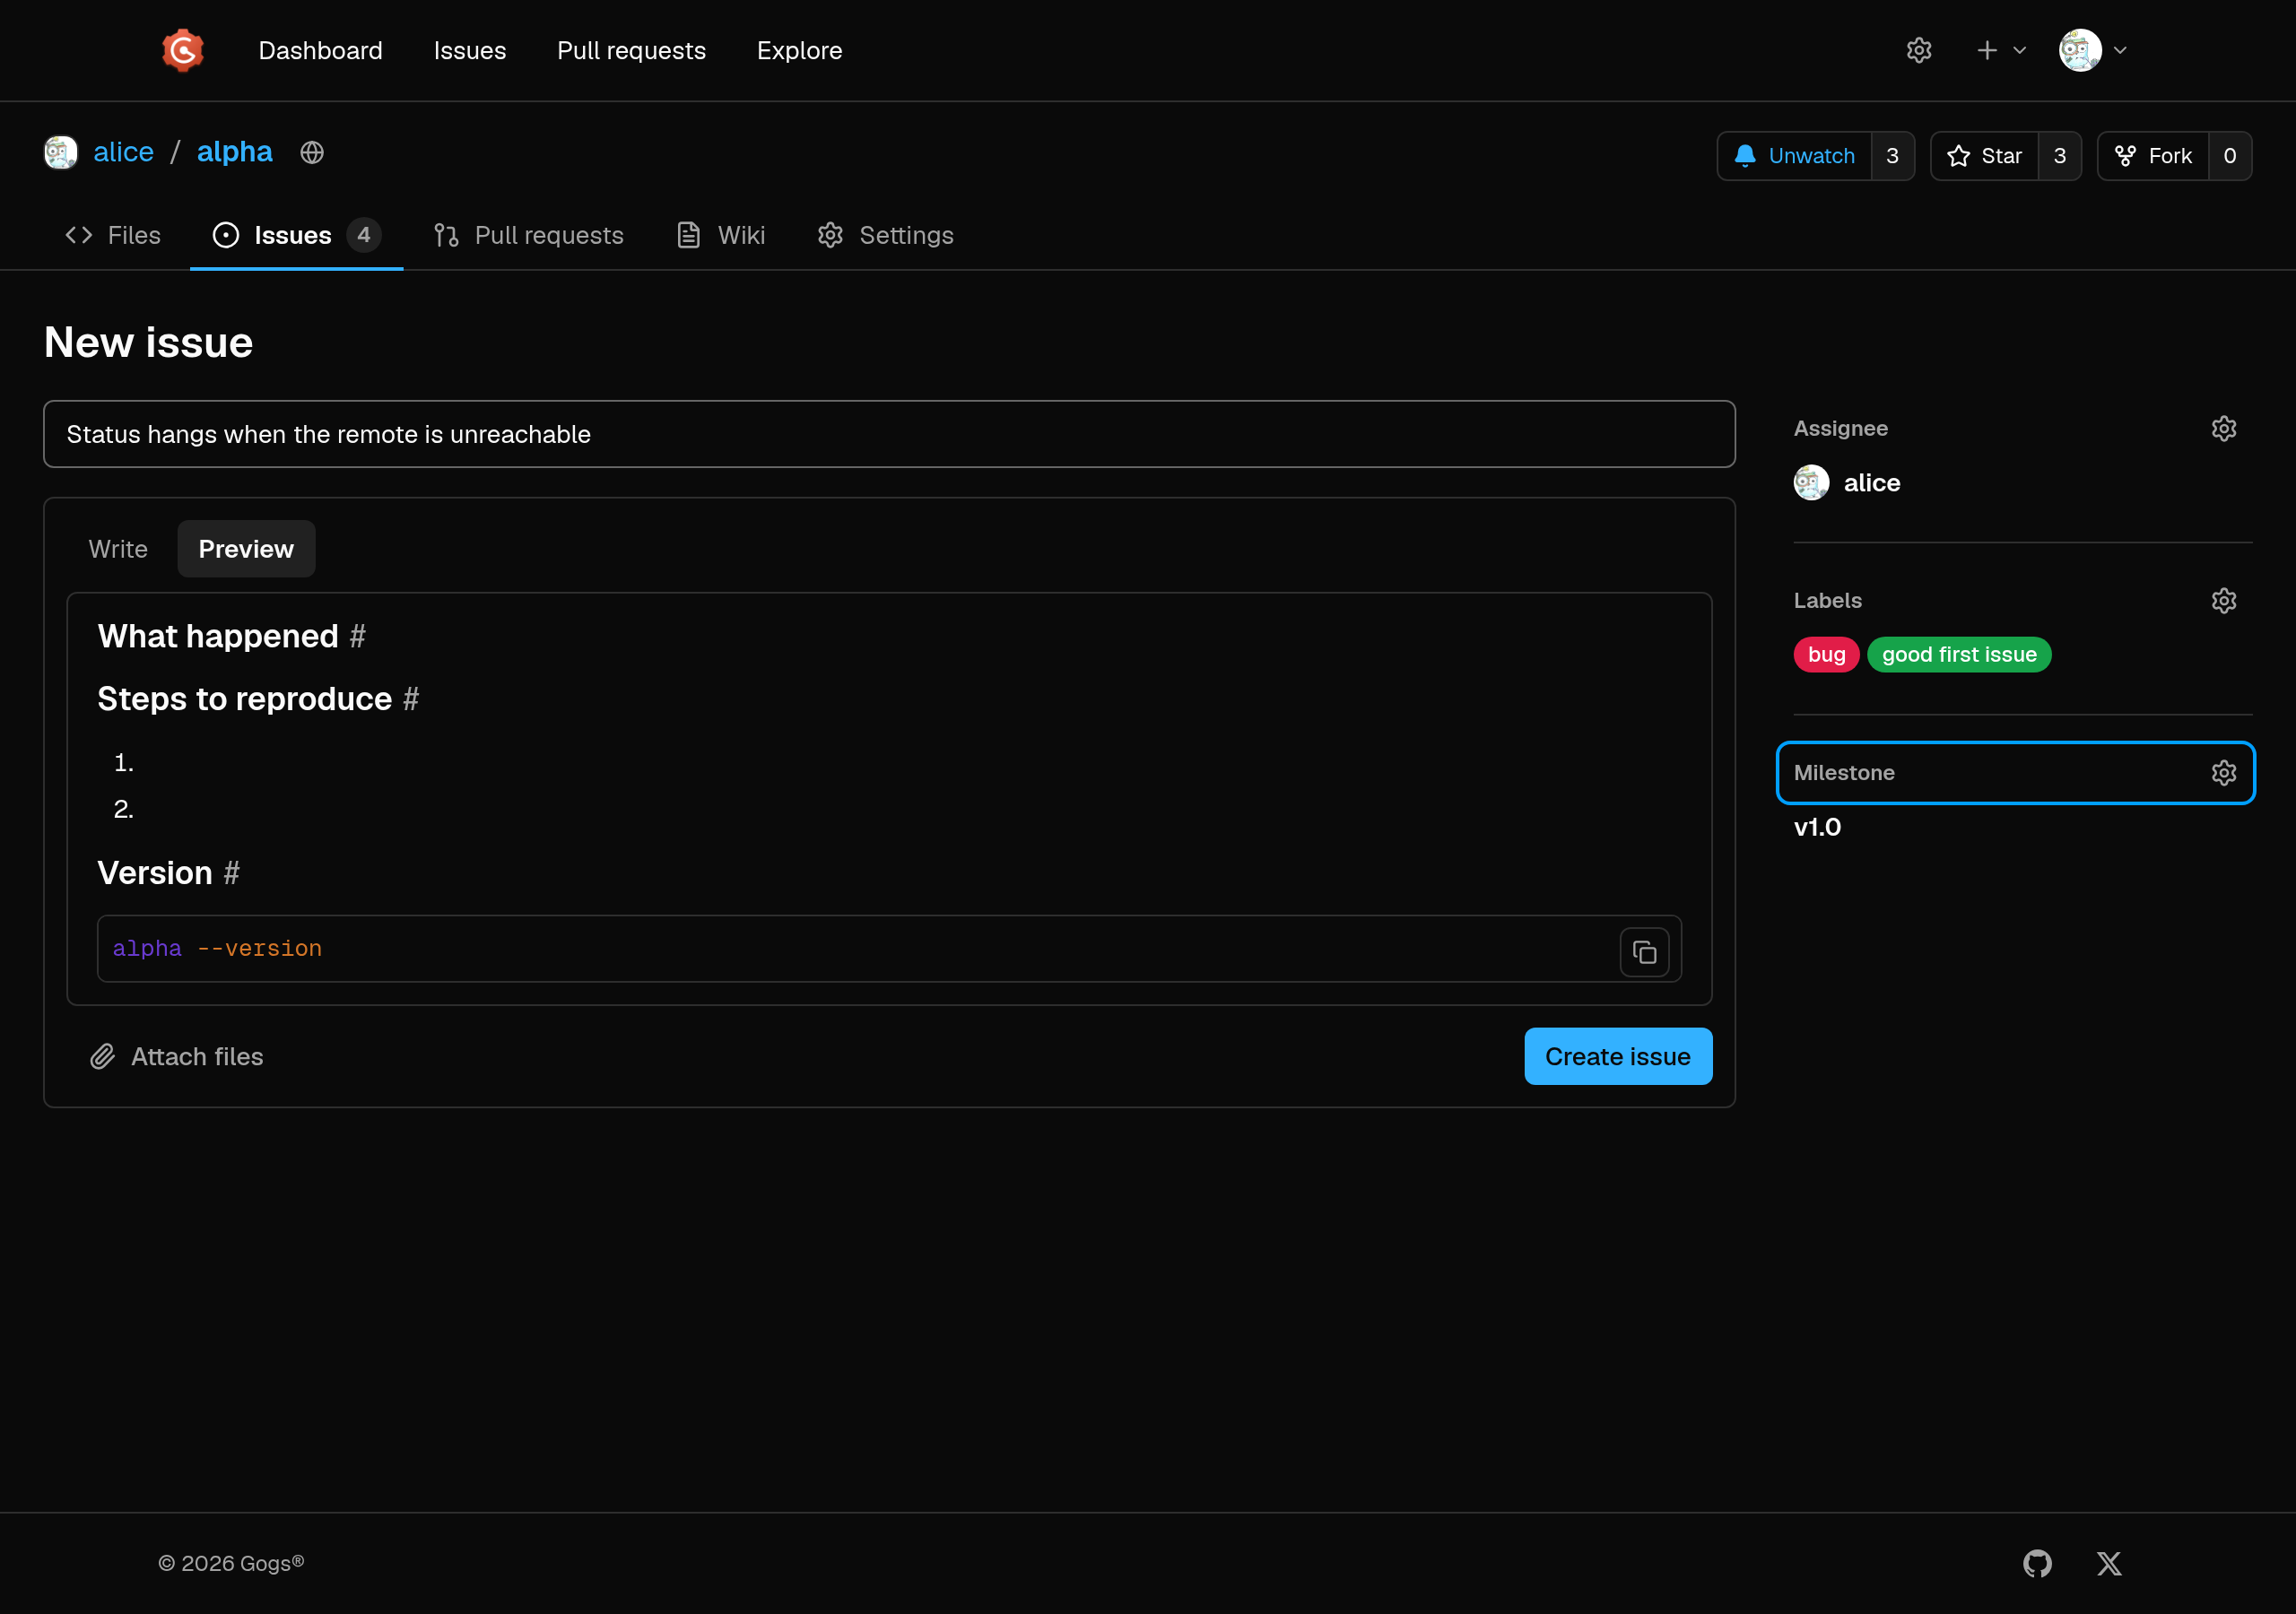 Dashboard Issues Pull requests Explore
alice / alpha
Unwatch 3 Star 3 Fork 0
Files Issues 4 Pull requests Wiki Settings
New issue
Status hangs when the remote is unreachable
Write Preview
What happened #
Steps to reproduce #
1.
2.
Version #
alpha --version
Attach files
Create issue
Assignee
alice
Labels
bug good first issue
Milestone
v1.0
© 2026 Gogs®